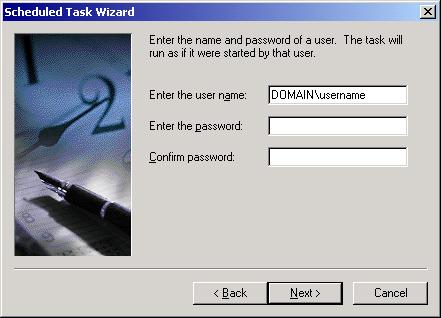 Scheduled Task Wizard
Enter the name and password of a user. The task will
run as if it were started by that user.
Enter the user name: DOMAIN\username
Enter the password:
Confirm password:
< Back Next > Cancel